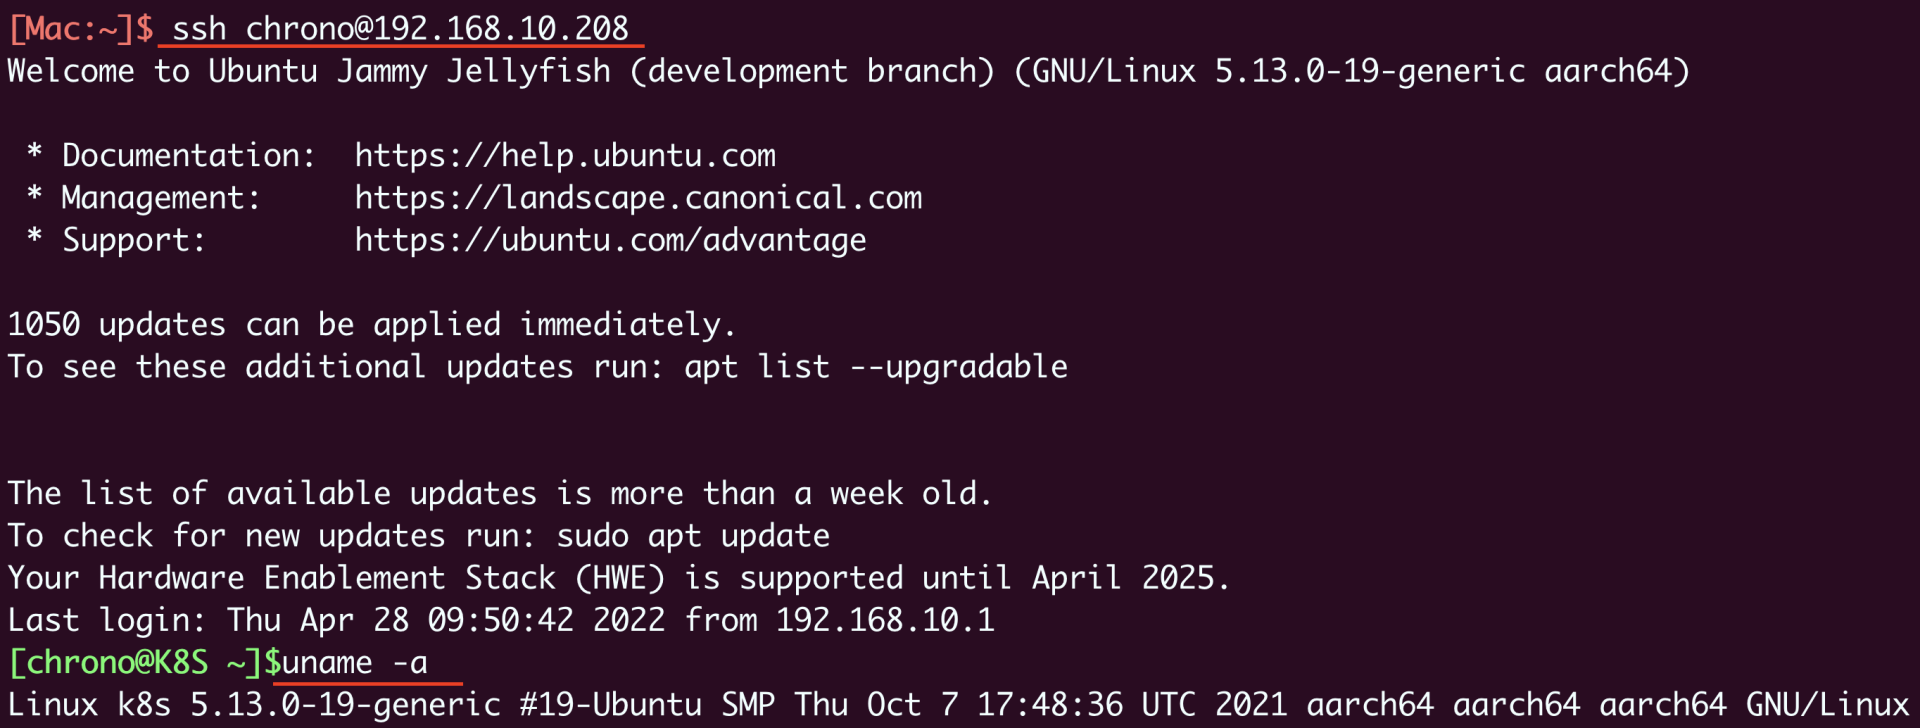 [Mac:~]$ ssh chrono@192.168.10.208
Welcome to Ubuntu Jammy Jellyfish (development branch) (GNU/Linux 5.13.0-19-generic aarch64)
* Documentation:  https://help.ubuntu.com
* Management:     https://landscape.canonical.com
* Support:        https://ubuntu.com/advantage
1050 updates can be applied immediately.
To see these additional updates run: apt list --upgradable
The list of available updates is more than a week old.
To check for new updates run: sudo apt update
Your Hardware Enablement Stack (HWE) is supported until April 2025.
Last login: Thu Apr 28 09:50:42 2022 from 192.168.10.1
[chrono@K8S ~]$uname -a
Linux k8s 5.13.0-19-generic #19-Ubuntu SMP Thu Oct 7 17:48:36 UTC 2021 aarch64 aarch64 aarch64 GNU/Linux